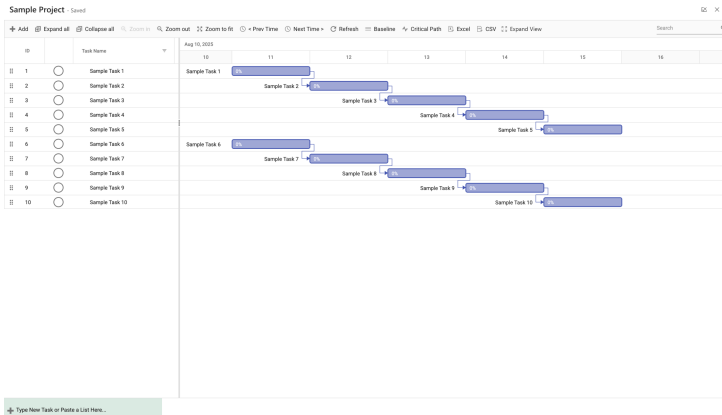 Sample Project - Saved
Add Expand all Collapse all Zoom in Zoom out Zoom to fit < Prev Time Next Time > Refresh Baseline Critical Path Excel CSV Expand View Search
ID Task Name Aug 10, 2025
10 11 12 13 14 15 16
1 Sample Task 1 Sample Task 1 0%
2 Sample Task 2 Sample Task 2 0%
3 Sample Task 3 Sample Task 3 0%
4 Sample Task 4 Sample Task 4 0%
5 Sample Task 5 Sample Task 5 0%
6 Sample Task 6 Sample Task 6 0%
7 Sample Task 7 Sample Task 7 0%
8 Sample Task 8 Sample Task 8 0%
9 Sample Task 9 Sample Task 9 0%
10 Sample Task 10 Sample Task 10 0%
Type New Task or Paste a List Here...